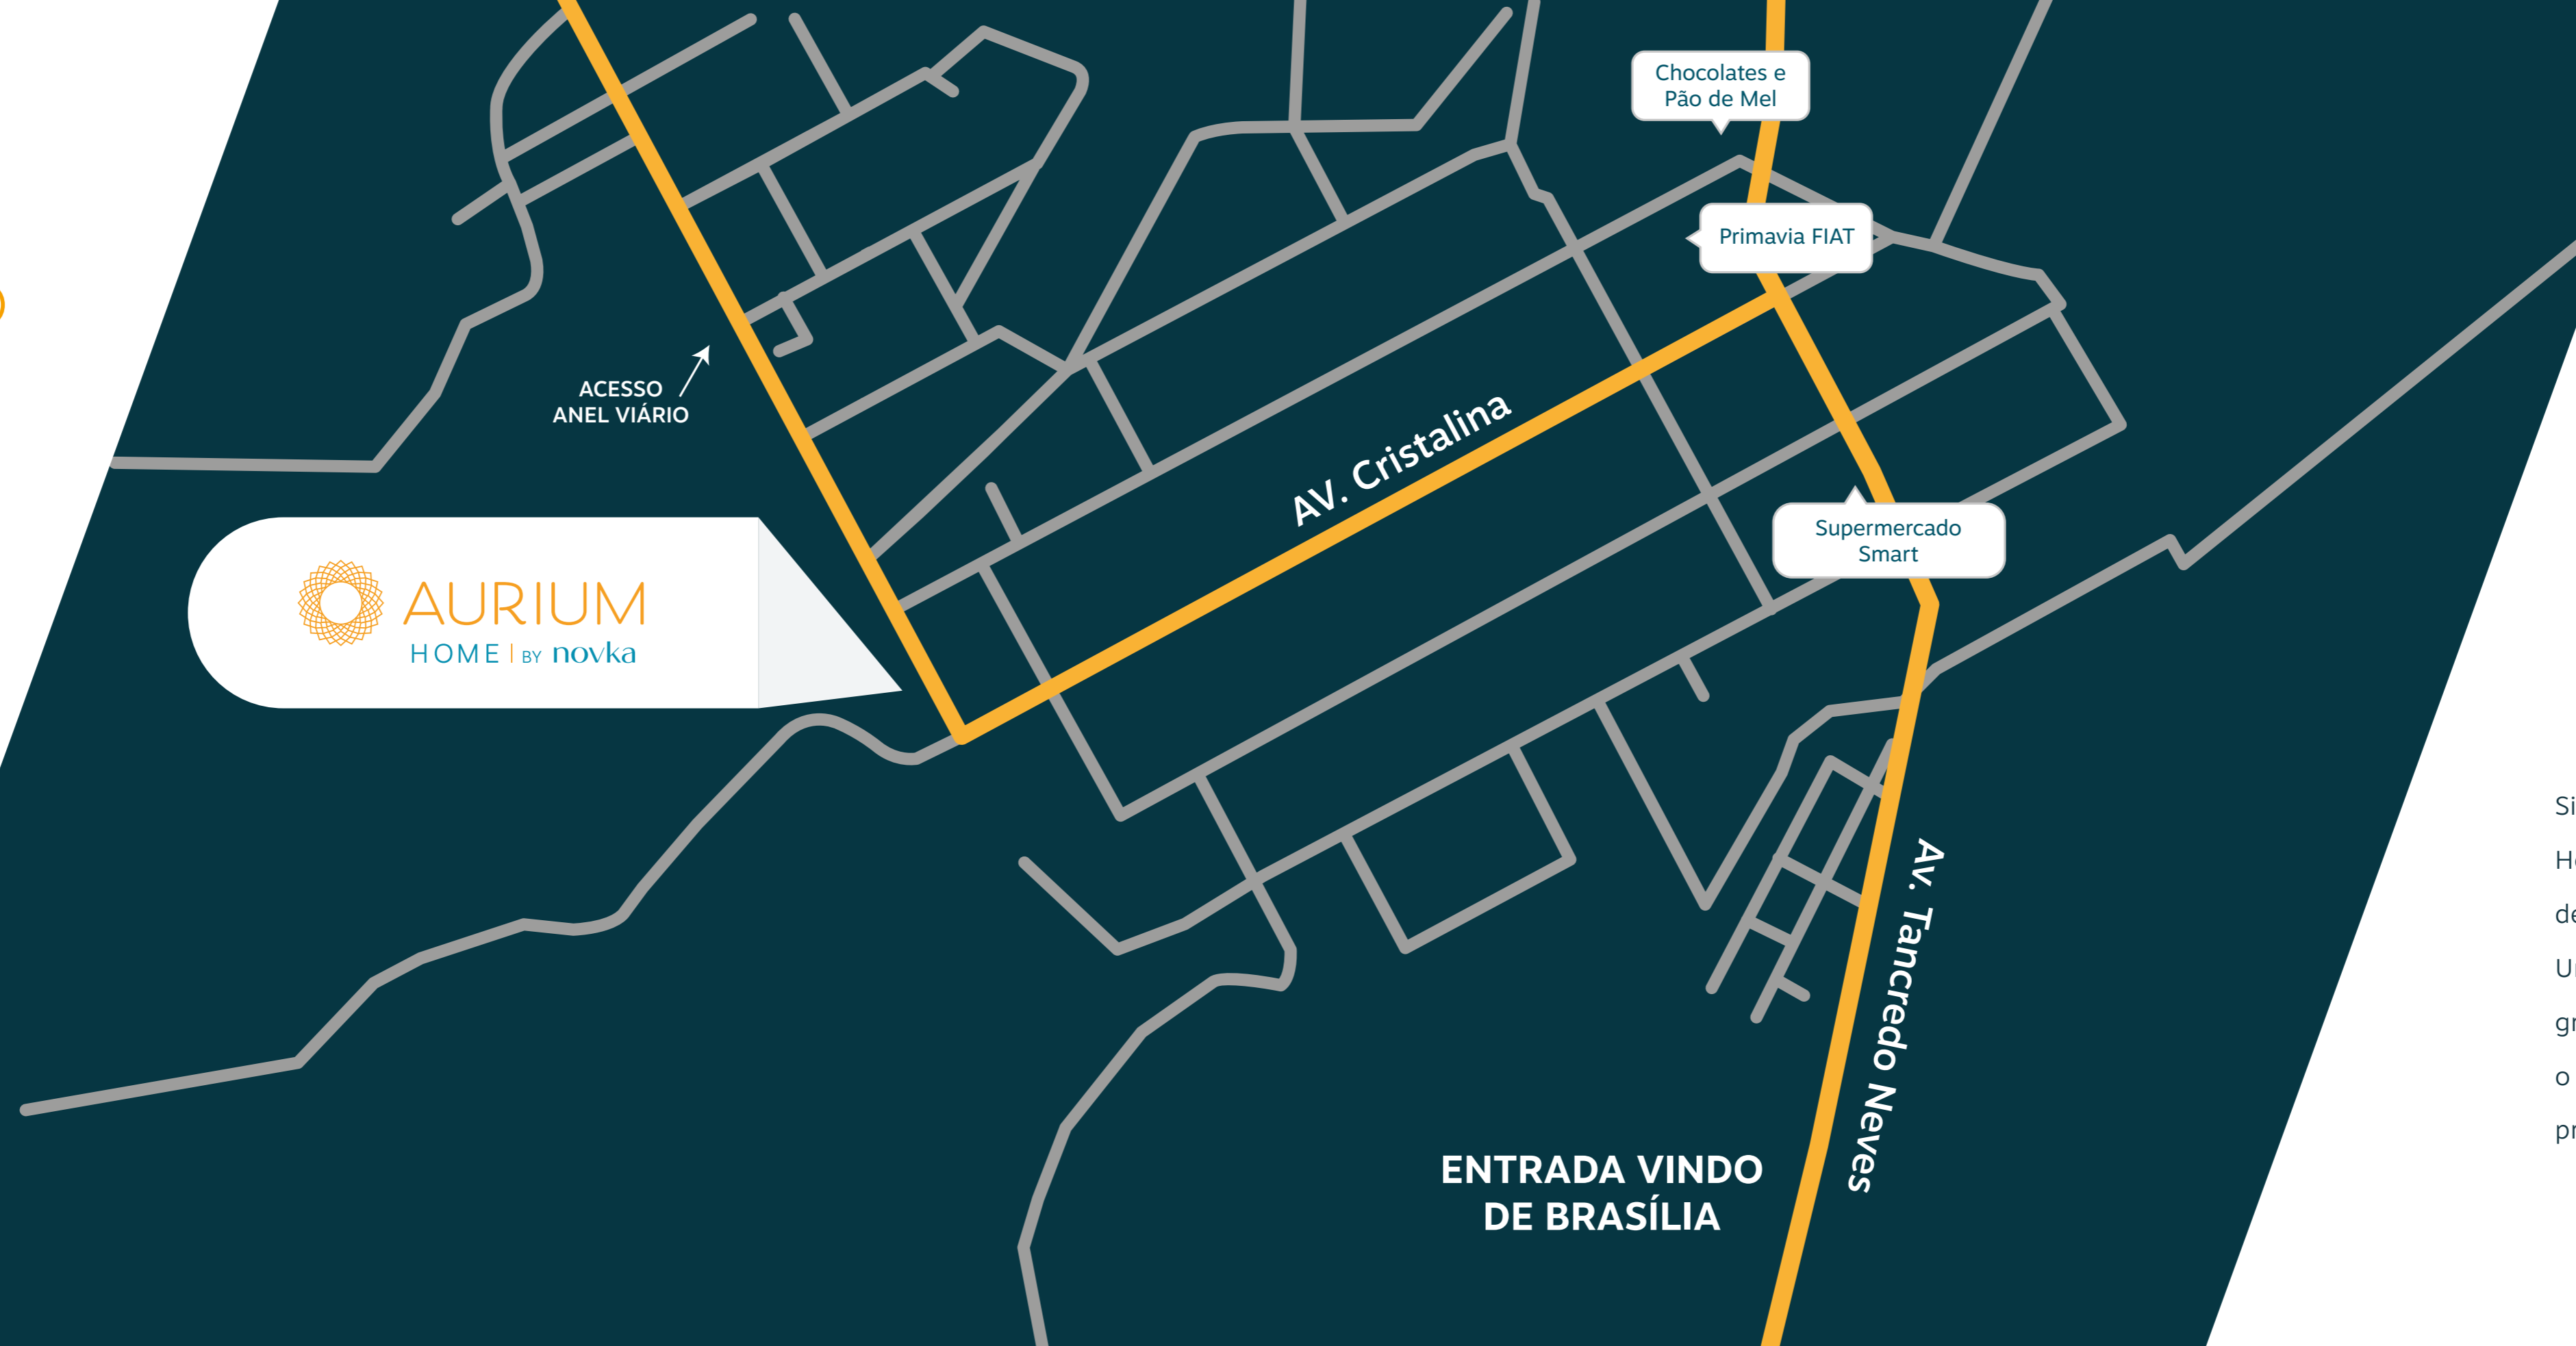 Chocolates e
Pão de Mel
Primavia FIAT
ACESSO
ANEL VIÁRIO
AV. Cristalina
Supermercado
Smart
AURIUM
HOME | BY novka
Av. Tancredo Neves
ENTRADA VINDO
DE BRASÍLIA